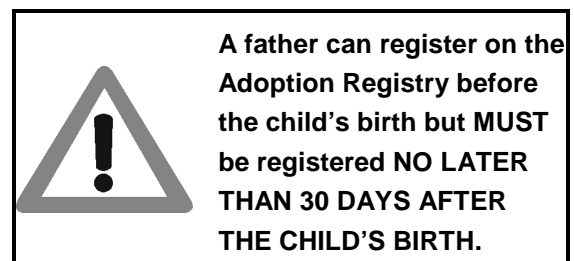 A father can register on the
Adoption Registry before
the child's birth but MUST
be registered NO LATER
THAN 30 DAYS AFTER
THE CHILD'S BIRTH.